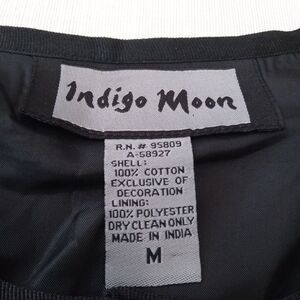 Indigo Moon
R.N. # 95809
A-58927
SHELL:
100% COTTON
EXCLUSIVE OF
DECORATION
LINING:
100% POLYESTER
DRY CLEAN ONLY
MADE IN INDIA
M